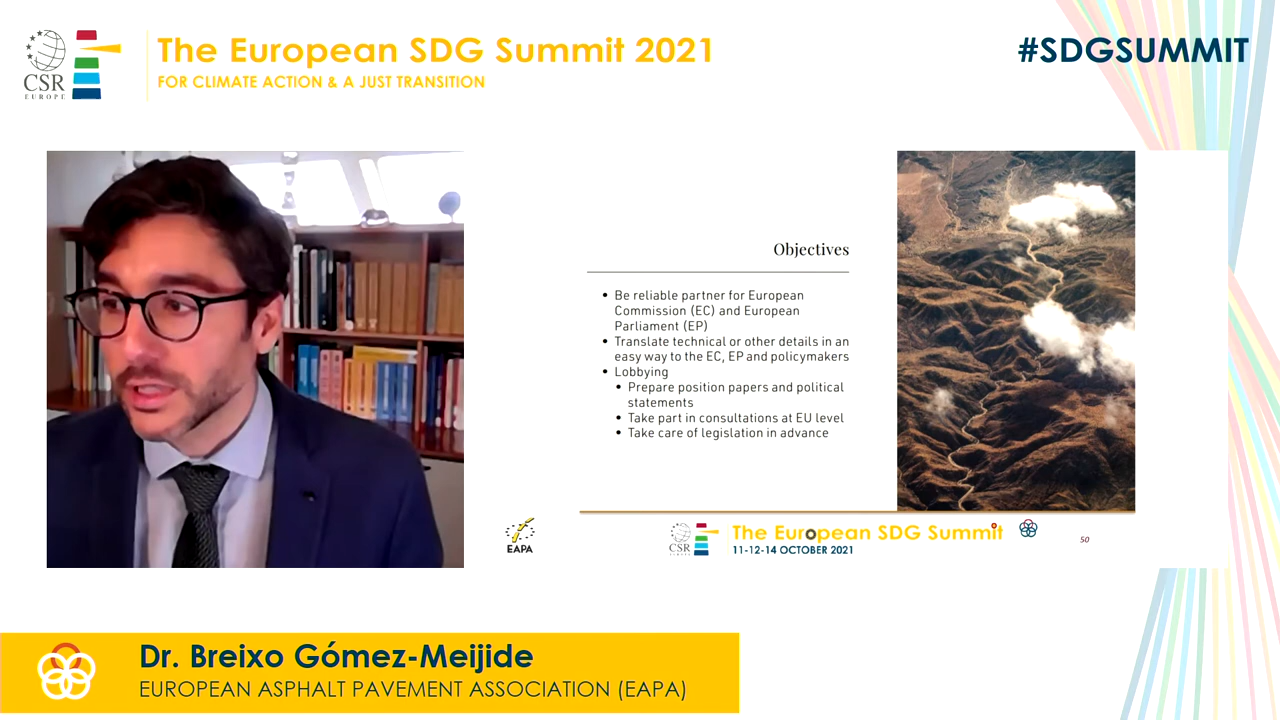 CSR
EUROPE
The European SDG Summit 2021
FOR CLIMATE ACTION & A JUST TRANSITION
#SDGSUMMIT
Objectives
• Be reliable partner for European
Commission (EC) and European
Parliament (EP)
• Translate technical or other details in an
easy way to the EC, EP and policymakers
• Lobbying
• Prepare position papers and political
statements
• Take part in consultations at EU level
• Take care of legislation in advance
EAPA
CSR
The European SDG Summit
11-12-14 OCTOBER 2021
50
Dr. Breixo Gómez-Meijide
EUROPEAN ASPHALT PAVEMENT ASSOCIATION (EAPA)